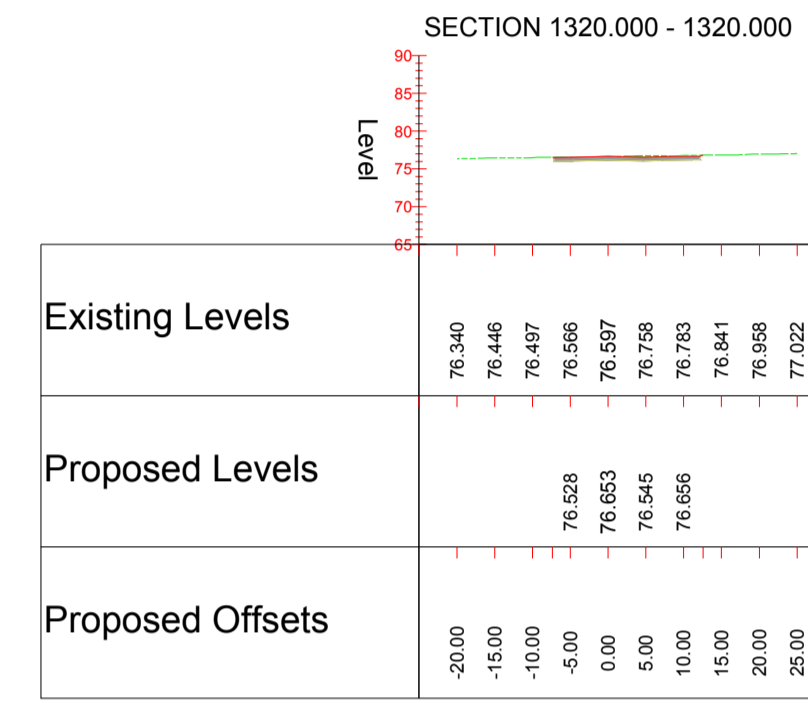 SECTION 1320.000 - 1320.000
90
85
80
75
70
65
Level
Existing Levels
76.340 76.446 76.497 76.566 76.597 76.758 76.783 76.841 76.958 77.022
Proposed Levels
76.528 76.653 76.545 76.656
Proposed Offsets
-20.00 -15.00 -10.00 -5.00 0.00 5.00 10.00 15.00 20.00 25.00